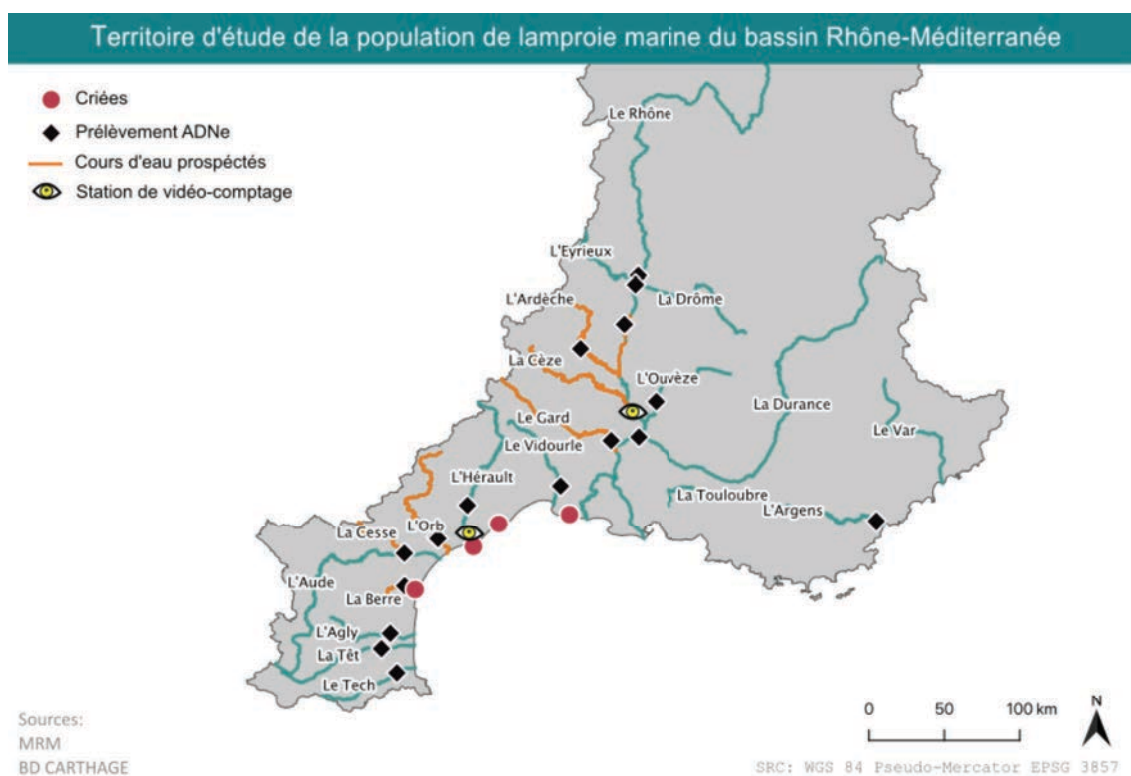 Territoire d'étude de la population de lamproie marine du bassin Rhône-Méditerranée
Criées
Prélèvement ADNe
Cours d'eau prospéctés
Station de vidéo-comptage
Le Rhône
L'Eyrieux
L'Ardèche
La Drôme
La Cèze
L'Ouvèze
Le Gard
La Durance
Le Vidourle
Le Var
L'Hérault
La Touloubre
L'Argens
L'Orb
La Cesse
L'Aude
La Berre
L'Agly
La Têt
Le Tech
0 50 100 km
N
Sources:
MRM
BD CARTHAGE
SRC: WGS 84 Pseudo-Mercator EPSG 3857